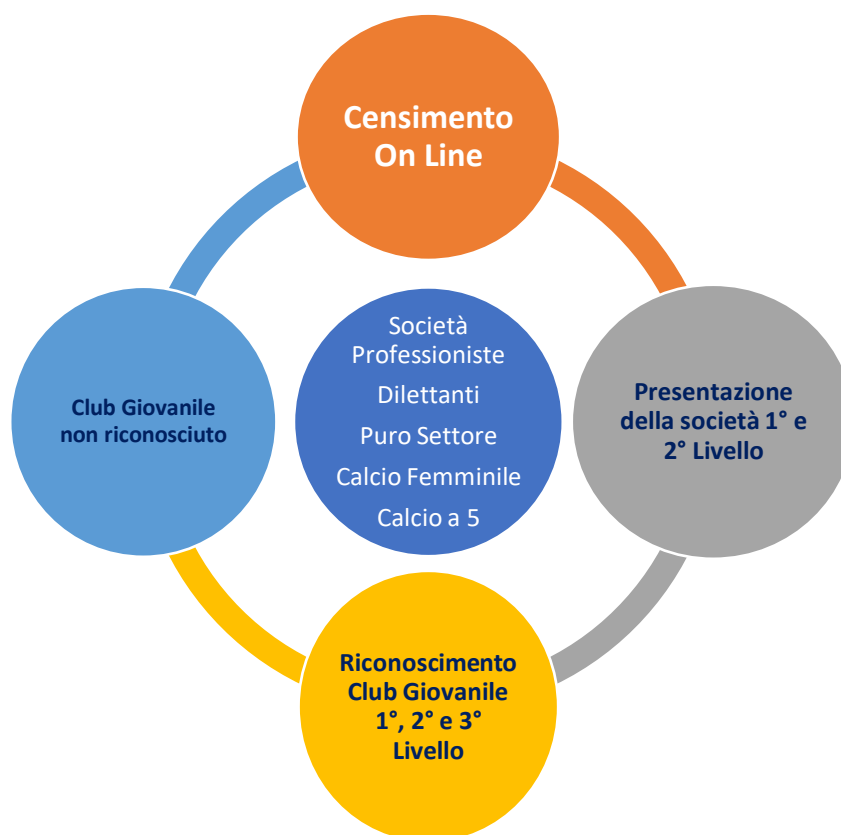 Censimento
On Line
Società
Professioniste
Dilettanti
Puro Settore
Calcio Femminile
Calcio a 5
Club Giovanile
non riconosciuto
Presentazione
della società 1° e
2° Livello
Riconoscimento
Club Giovanile
1°, 2° e 3°
Livello